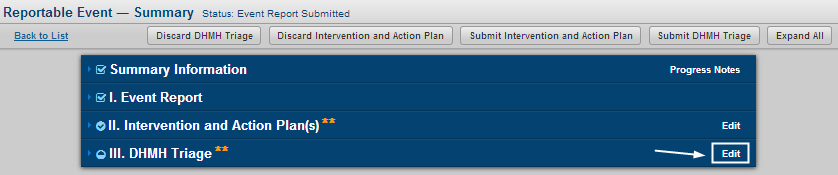 Reportable Event — Summary Status: Event Report Submitted
Back to List Discard DHMH Triage Discard Intervention and Action Plan Submit Intervention and Action Plan Submit DHMH Triage Expand All
Summary Information Progress Notes
I. Event Report
II. Intervention and Action Plan(s) ** Edit
III. DHMH Triage ** Edit